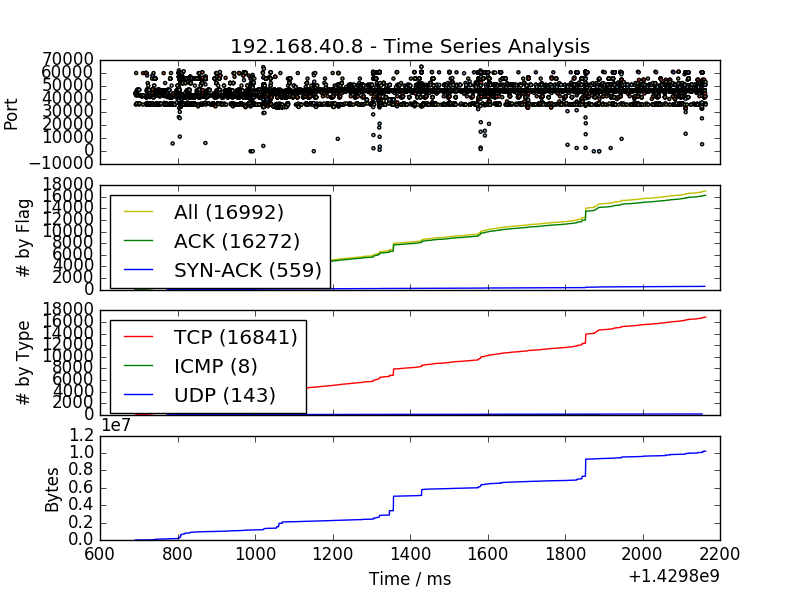 192.168.40.8 - Time Series Analysis
70000
60000
50000
40000
30000
20000
10000
0
−10000
Port
18000
16000
14000
12000
10000
8000
6000
4000
2000
0
# by Flag
All (16992)
ACK (16272)
SYN-ACK (559)
18000
16000
14000
12000
10000
8000
6000
4000
2000
0
# by Type
TCP (16841)
ICMP (8)
UDP (143)
1e7
1.2
1.0
0.8
0.6
0.4
0.2
0.0
Bytes
600 800 1000 1200 1400 1600 1800 2000 2200
Time / ms
+1.4298e9